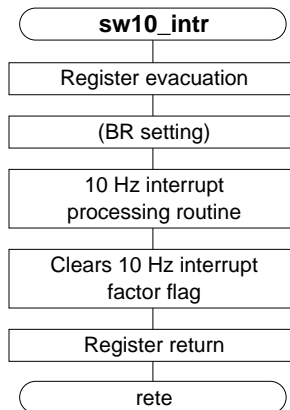 sw10_intr
Register evacuation
(BR setting)
10 Hz interrupt
processing routine
Clears 10 Hz interrupt
factor flag
Register return
rete